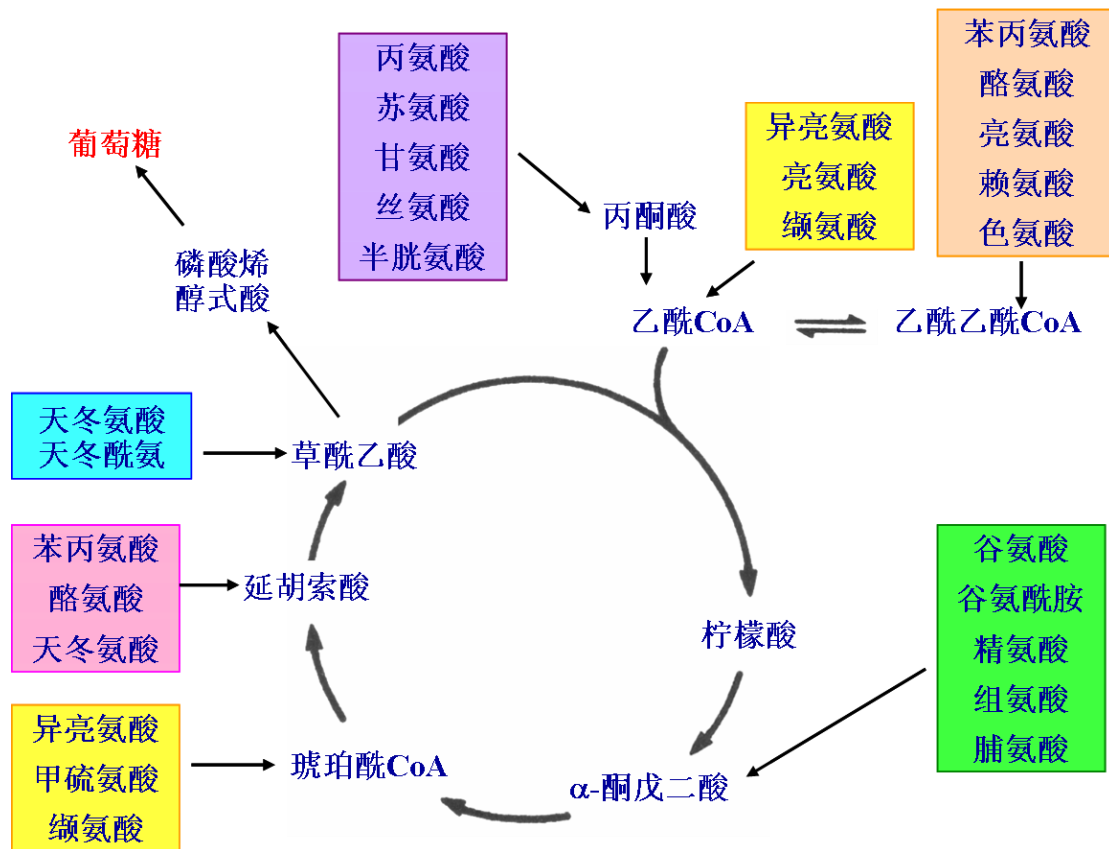 丙氨酸
苏氨酸
甘氨酸
丝氨酸
半胱氨酸
苯丙氨酸
酪氨酸
亮氨酸
赖氨酸
色氨酸
异亮氨酸
亮氨酸
缬氨酸
葡萄糖
丙酮酸
磷酸烯
醇式酸
乙酰CoA
乙酰乙酰CoA
天冬氨酸
天冬酰氨
草酰乙酸
苯丙氨酸
酪氨酸
天冬氨酸
延胡索酸
谷氨酸
谷氨酰胺
精氨酸
组氨酸
脯氨酸
柠檬酸
异亮氨酸
甲硫氨酸
缬氨酸
琥珀酰CoA
α-酮戊二酸